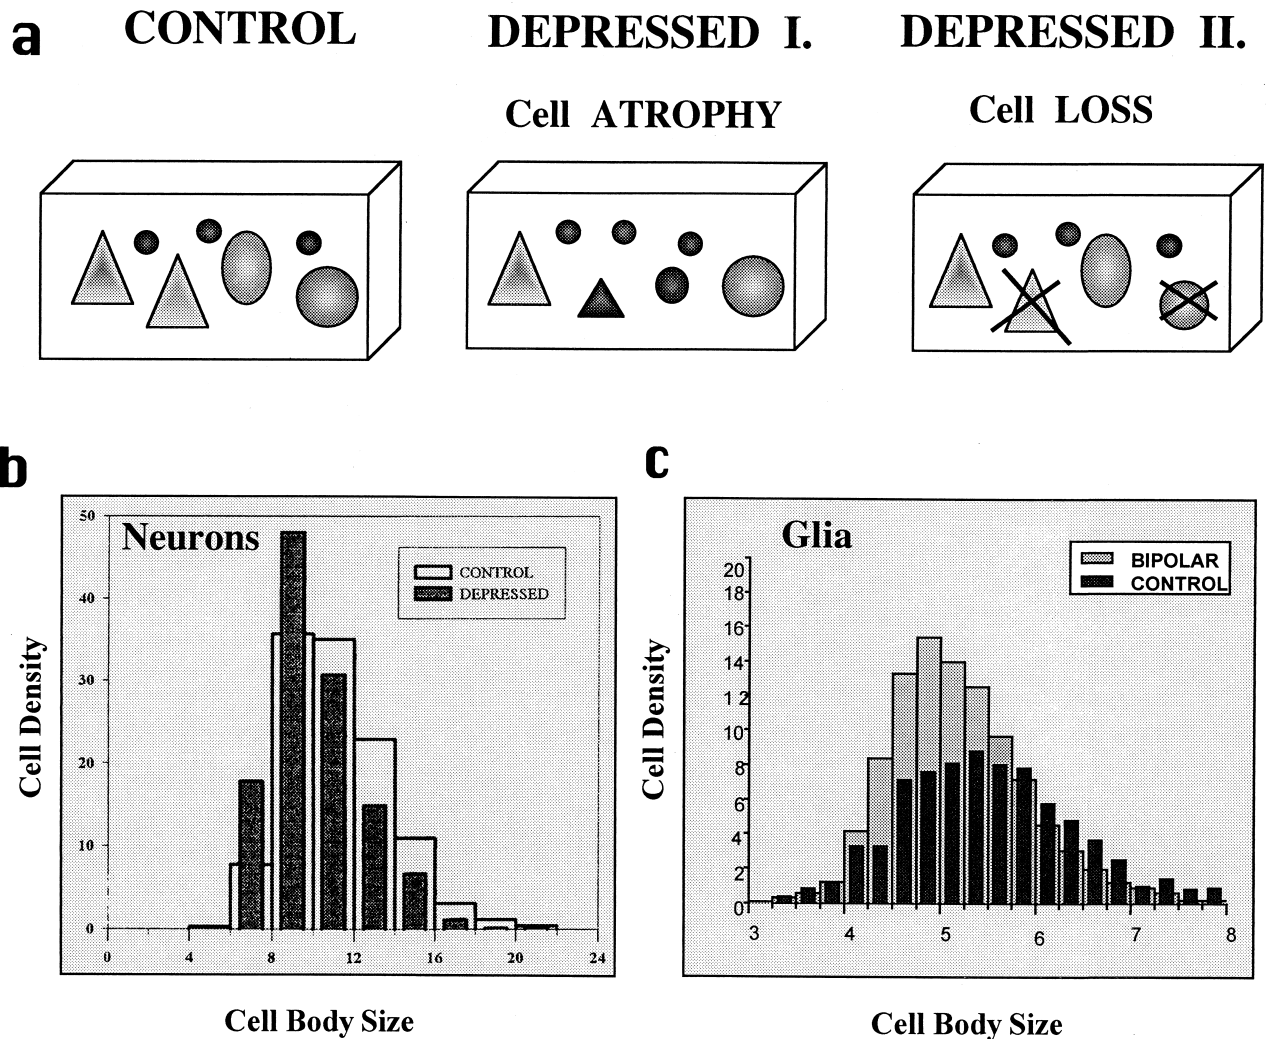 a
CONTROL
DEPRESSED I.
DEPRESSED II.
Cell ATROPHY
Cell LOSS
b
Neurons
CONTROL
DEPRESSED
Cell Density
50
40
30
20
10
0
0 4 8 12 16 20 24
Cell Body Size
c
Glia
BIPOLAR
CONTROL
Cell Density
20
18
16
14
12
10
8
6
4
2
0
3 4 5 6 7 8
Cell Body Size